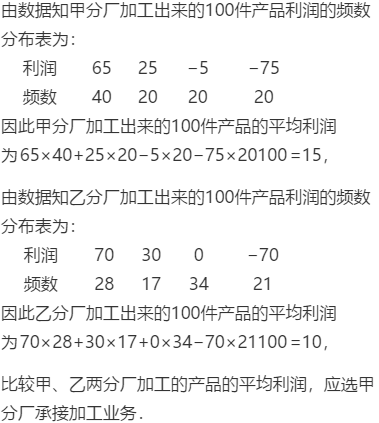 由数据知甲分厂加工出来的100件产品利润的频数
分布表为：
利润 65 25 −5 −75
频数 40 20 20 20
因此甲分厂加工出来的100件产品的平均利润
为65×40+25×20−5×20−75×20100=15，
由数据知乙分厂加工出来的100件产品利润的频数
分布表为：
利润 70 30 0 −70
频数 28 17 34 21
因此乙分厂加工出来的100件产品的平均利润
为70×28+30×17+0×34−70×21100=10，
比较甲、乙两分厂加工的产品的平均利润，应选甲
分厂承接加工业务．